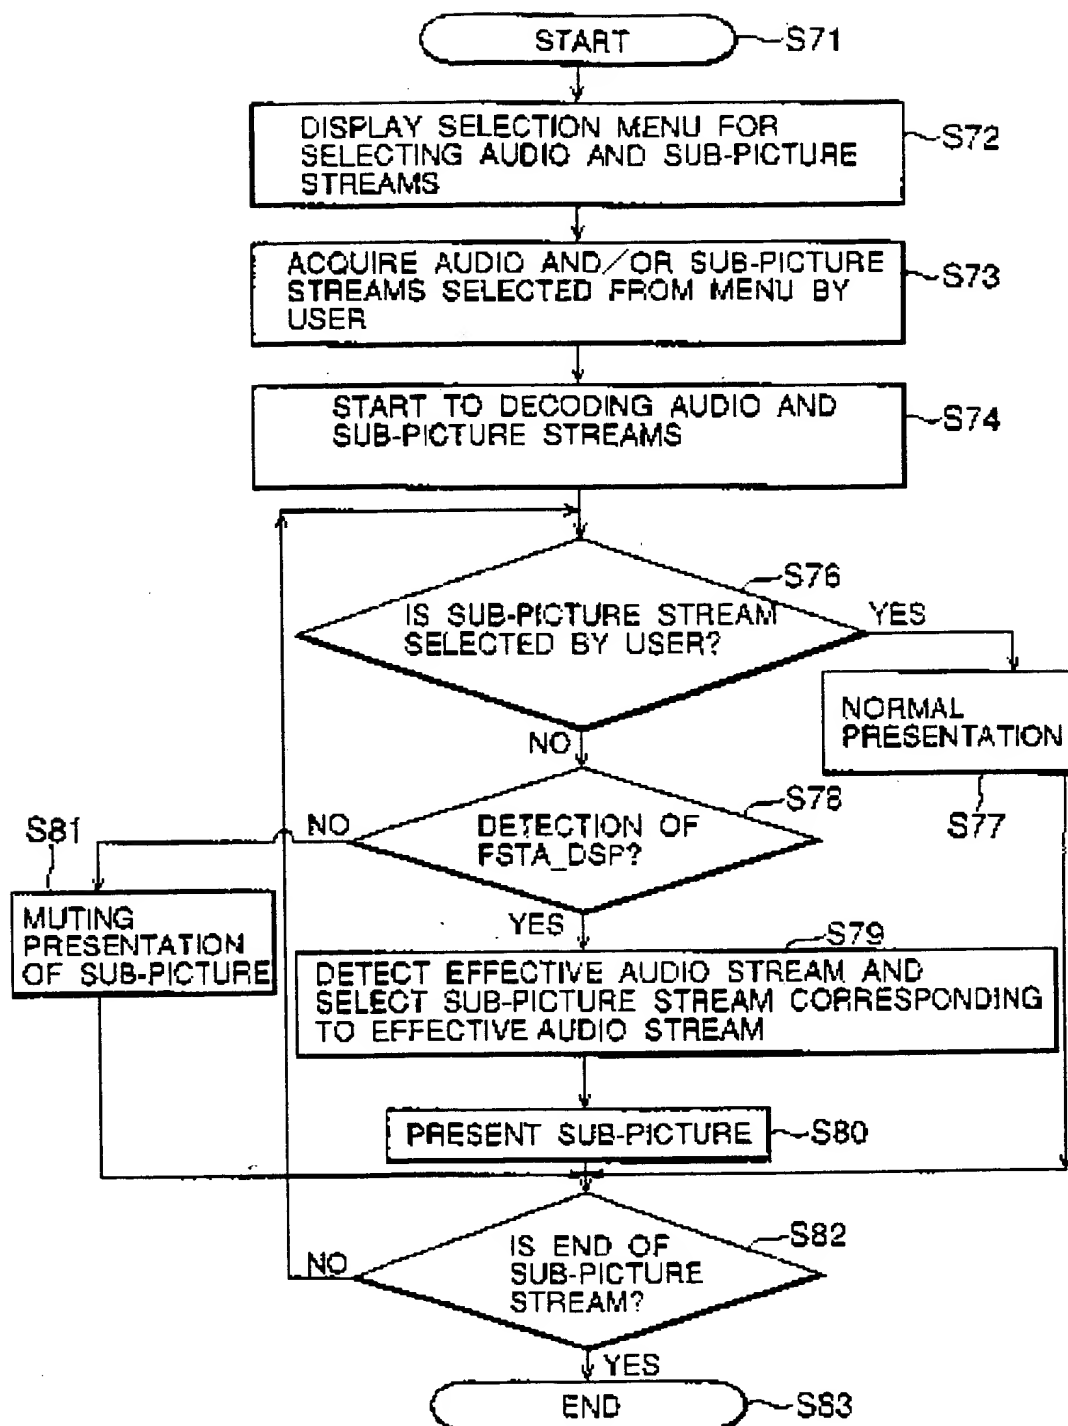 START
S71
DISPLAY SELECTION MENU FOR
SELECTING AUDIO AND SUB-PICTURE
STREAMS
S72
ACQUIRE AUDIO AND/OR SUB-PICTURE
STREAMS SELECTED FROM MENU BY
USER
S73
START TO DECODING AUDIO AND
SUB-PICTURE STREAMS
S74
S76
IS SUB-PICTURE STREAM
SELECTED BY USER?
YES
NORMAL
PRESENTATION
S77
NO
S78
DETECTION OF
FSTA_DSP?
NO
S81
MUTING
PRESENTATION
OF SUB-PICTURE
YES
S79
DETECT EFFECTIVE AUDIO STREAM AND
SELECT SUB-PICTURE STREAM CORRESPONDING
TO EFFECTIVE AUDIO STREAM
PRESENT SUB-PICTURE
S80
S82
IS END OF
SUB-PICTURE
STREAM?
NO
YES
END
S83